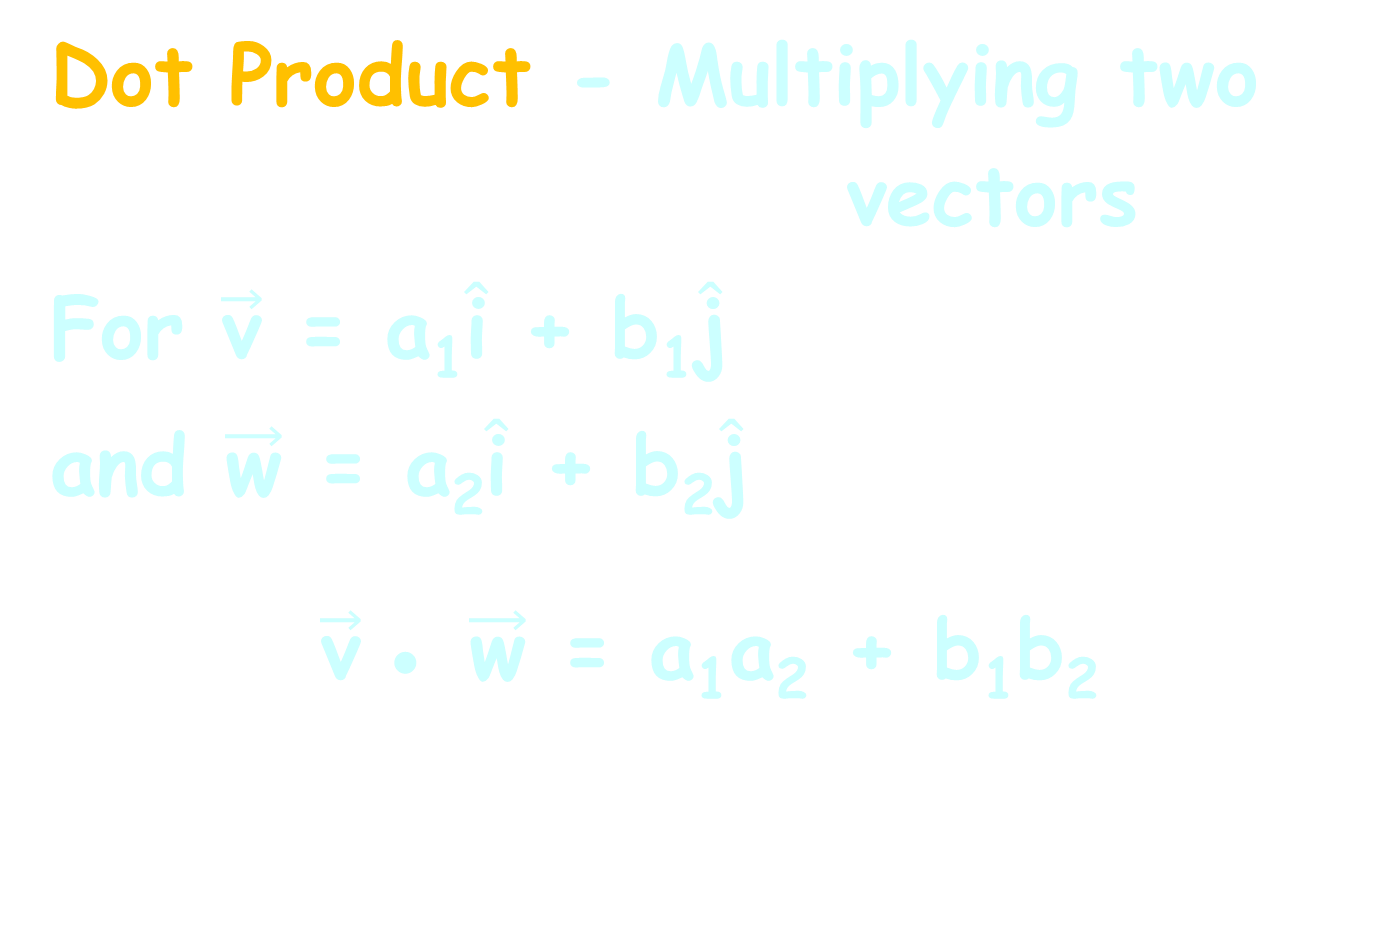 Dot Product - Multiplying two
vectors
For v⃗ = a₁î + b₁ĵ
and w⃗ = a₂î + b₂ĵ
v⃗ • w⃗ = a₁a₂ + b₁b₂